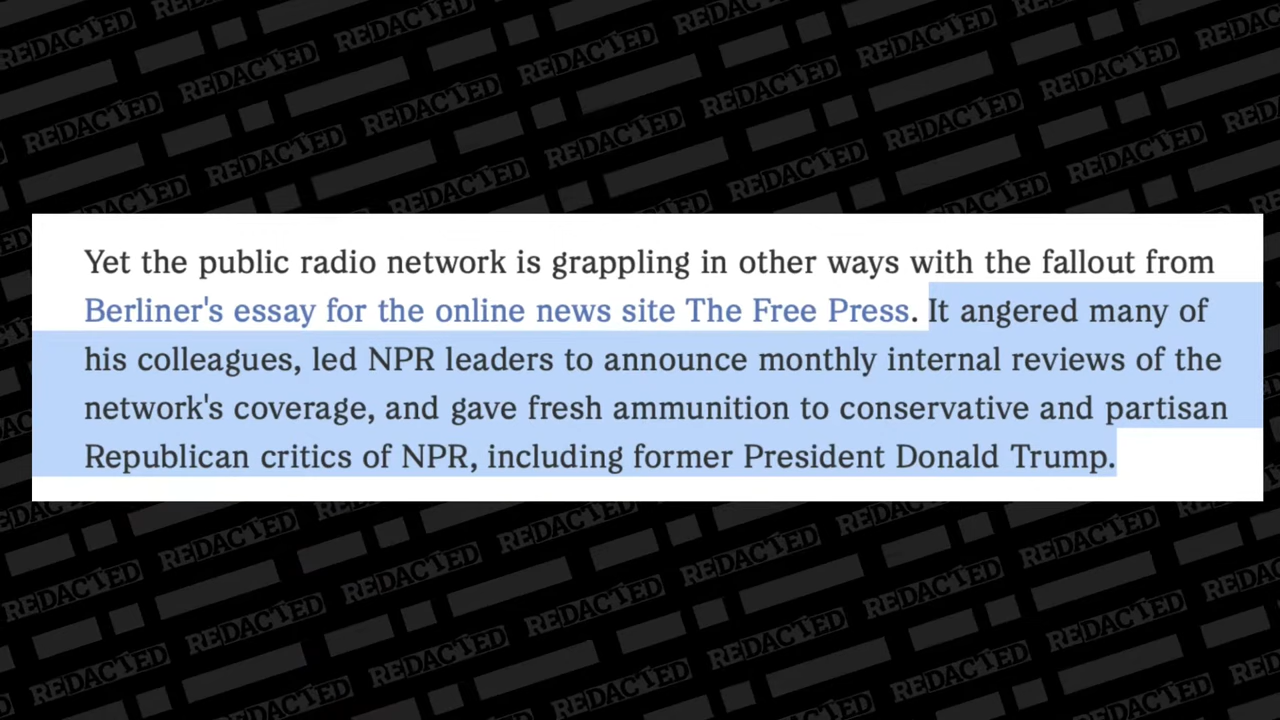 Yet the public radio network is grappling in other ways with the fallout from
Berliner's essay for the online news site The Free Press. It angered many of
his colleagues, led NPR leaders to announce monthly internal reviews of the
network's coverage, and gave fresh ammunition to conservative and partisan
Republican critics of NPR, including former President Donald Trump.
REDACTED